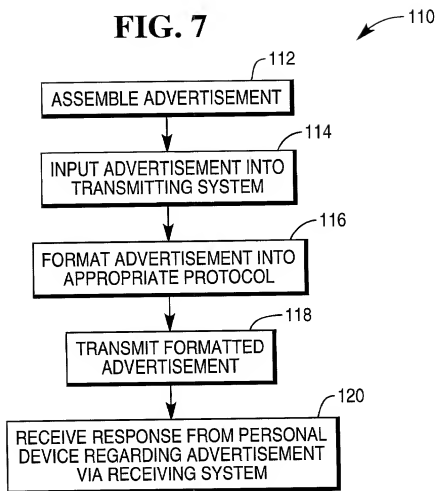 FIG. 7
110
112
ASSEMBLE ADVERTISEMENT
114
INPUT ADVERTISEMENT INTO
TRANSMITTING SYSTEM
116
FORMAT ADVERTISEMENT INTO
APPROPRIATE PROTOCOL
118
TRANSMIT FORMATTED
ADVERTISEMENT
120
RECEIVE RESPONSE FROM PERSONAL
DEVICE REGARDING ADVERTISEMENT
VIA RECEIVING SYSTEM